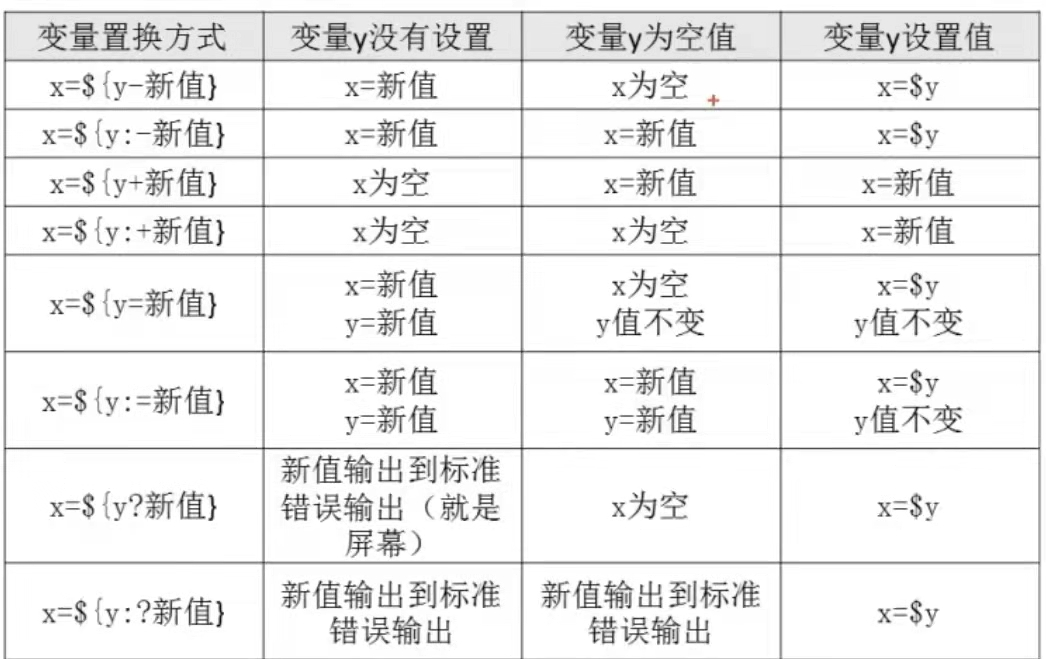 变量置换方式 变量y没有设置 变量y为空值 变量y设置值
x=${y-新值} x=新值 x为空 x=$y
x=${y:-新值} x=新值 x=新值 x=$y
x=${y+新值} x为空 x=新值 x=新值
x=${y:+新值} x为空 x为空 x=新值
x=${y=新值} x=新值 x为空 x=$y
y=新值 y值不变 y值不变
x=${y:=新值} x=新值 x=新值 x=$y
y=新值 y=新值 y值不变
x=${y?新值} 新值输出到标准
错误输出（就是
屏幕） x为空 x=$y
x=${y:?新值} 新值输出到标准
错误输出 新值输出到标准
错误输出 x=$y